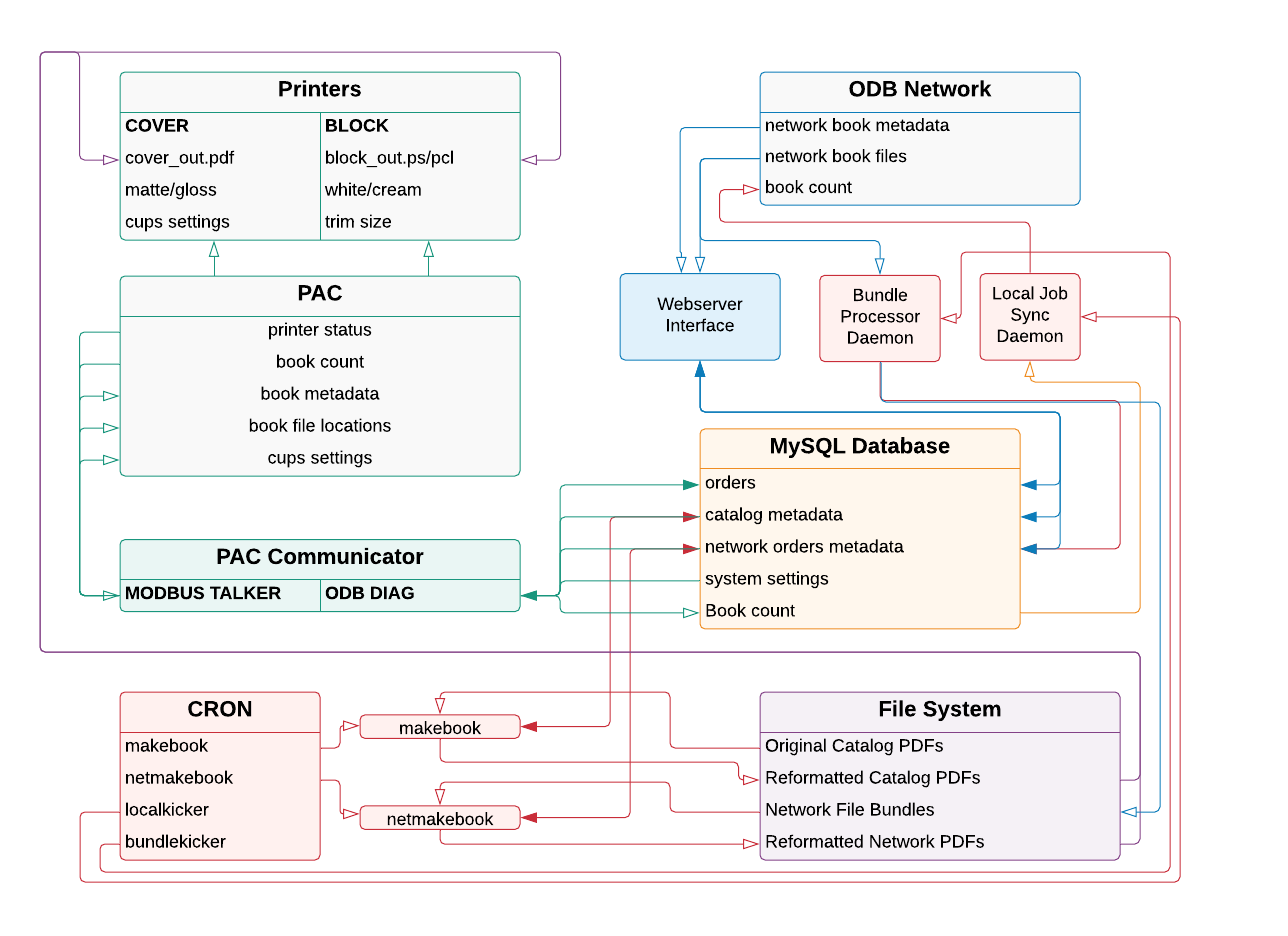 Printers
COVER
cover_out.pdf
matte/gloss
cups settings
BLOCK
block_out.ps/pcl
white/cream
trim size
ODB Network
network book metadata
network book files
book count
PAC
printer status
book count
book metadata
book file locations
cups settings
Webserver
Interface
Bundle
Processor
Daemon
Local Job
Sync
Daemon
MySQL Database
orders
catalog metadata
network orders metadata
system settings
Book count
PAC Communicator
MODBUS TALKER
ODB DIAG
CRON
makebook
netmakebook
localkicker
bundlekicker
makebook
netmakebook
File System
Original Catalog PDFs
Reformatted Catalog PDFs
Network File Bundles
Reformatted Network PDFs